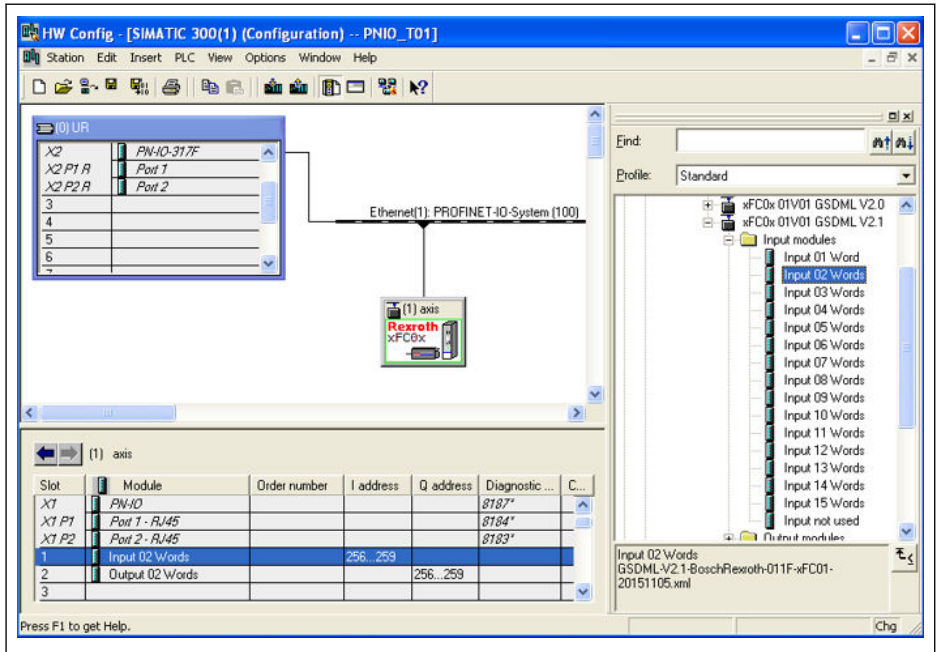 HW Config - [SIMATIC 300(1) (Configuration) -- PNIO_T01]
Station Edit Insert PLC View Options Window Help
(0) UR
X2 PN-IO-317F
X2 P1 R Port 1
X2 P2 R Port 2
3
4
5
6
Ethernet(1): PROFINET-IO-System (100)
(1) axis
Rexroth
xFC0x
Find:
Profile: Standard
xFC0x 01V01 GSDML V2.0
xFC0x 01V01 GSDML V2.1
Input modules
Input 01 Word
Input 02 Words
Input 03 Words
Input 04 Words
Input 05 Words
Input 06 Words
Input 07 Words
Input 08 Words
Input 09 Words
Input 10 Words
Input 11 Words
Input 12 Words
Input 13 Words
Input 14 Words
Input 15 Words
Input not used
Output modules
(1) axis
Slot Module Order number I address Q address Diagnostic ... C...
X1 PN-IO 8187*
X1 P1 Port 1 - RJ45 8184*
X1 P2 Port 2 - RJ45 8183*
1 Input 02 Words 256...259
2 Output 02 Words 256...259
3
Input 02 Words
GSDML-V2.1-BoschRexroth-011F-xFC01-
20151105.xml
Press F1 to get Help.
Chg